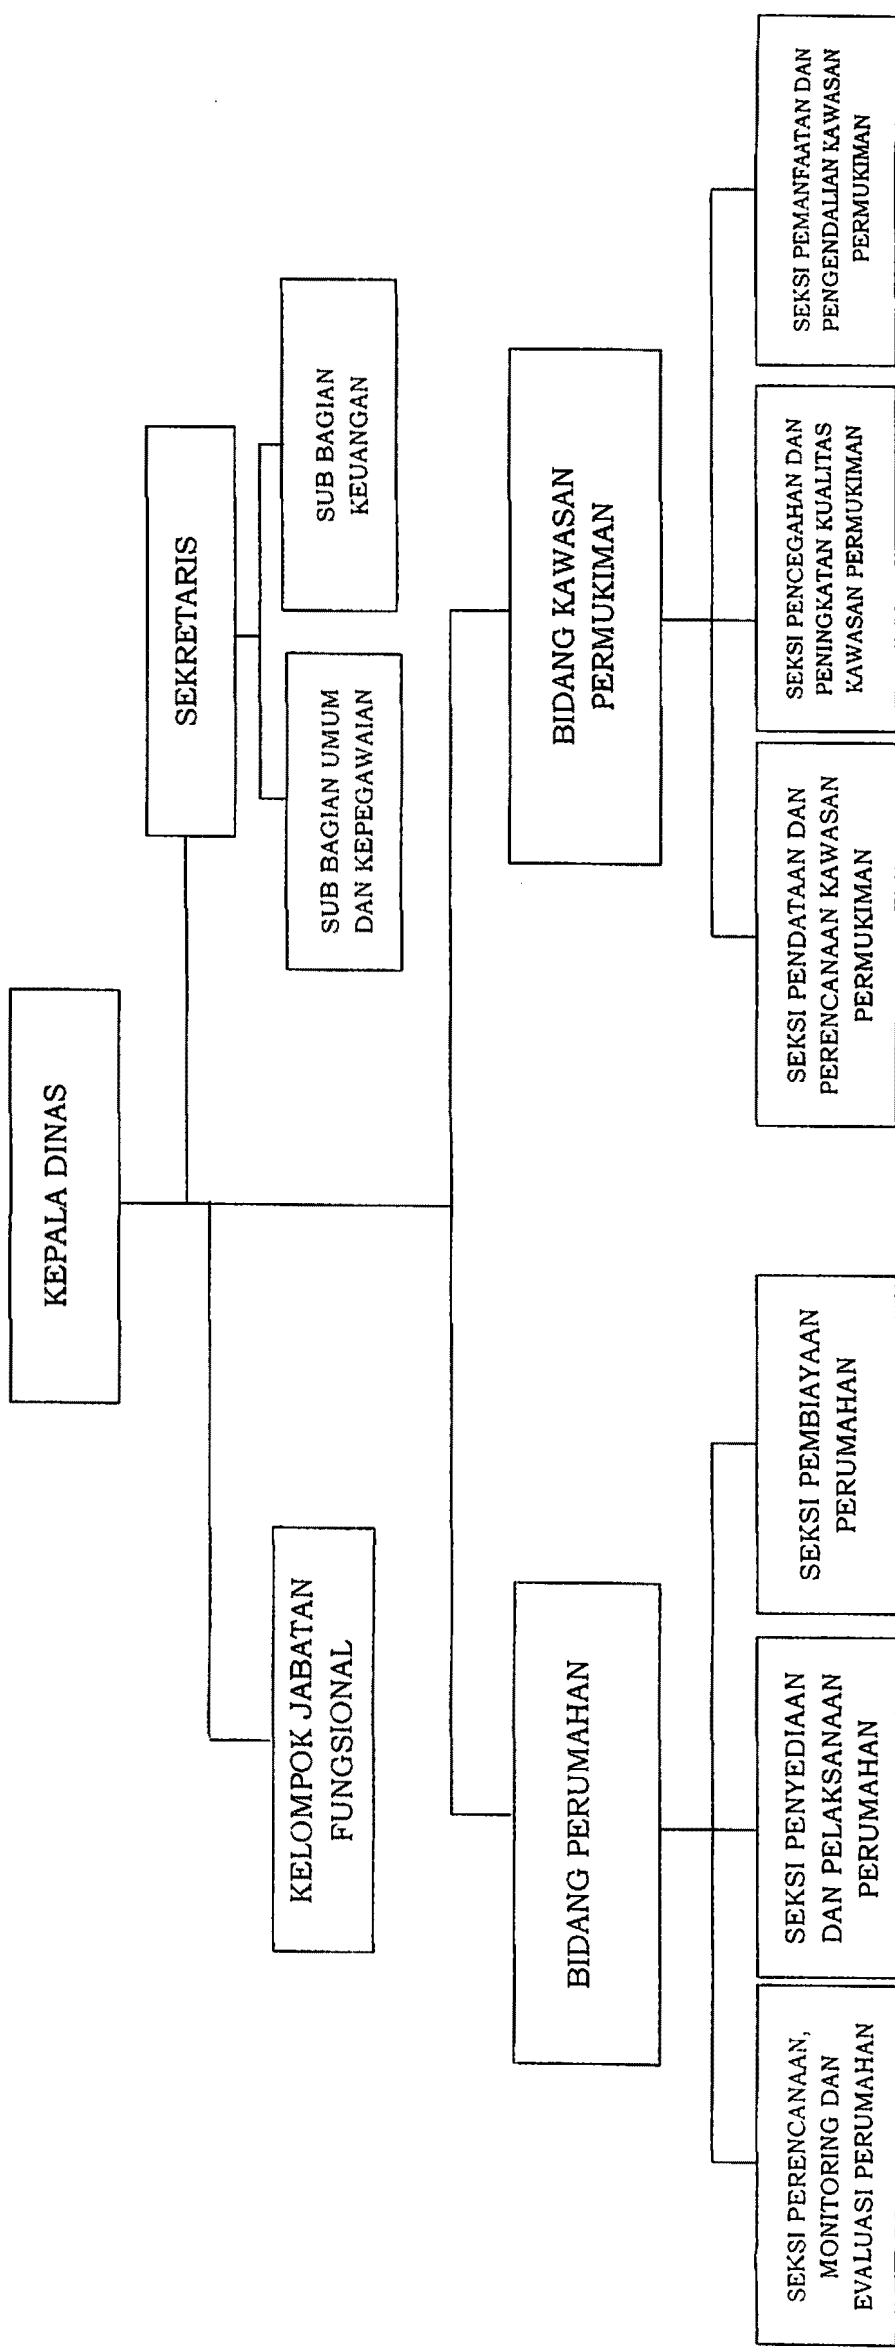 KEPALA DINAS
SEKRETARIS
SUB BAGIAN UMUM
DAN KEPEGAWAIAN
SUB BAGIAN
KEUANGAN
KELOMPOK JABATAN
FUNGSIONAL
BIDANG PERUMAHAN
BIDANG KAWASAN
PERMUKIMAN
SEKSI PERENCANAAN,
MONITORING DAN
EVALUASI PERUMAHAN
SEKSI PENYEDIAAN
DAN PELAKSANAAN
PERUMAHAN
SEKSI PEMBIAYAAN
PERUMAHAN
SEKSI PENDATAAN DAN
PERENCANAAN KAWASAN
PERMUKIMAN
SEKSI PENCEGAHAN DAN
PENINGKATAN KUALITAS
KAWASAN PERMUKIMAN
SEKSI PEMANFAATAN DAN
PENGENDALIAN KAWASAN
PERMUKIMAN